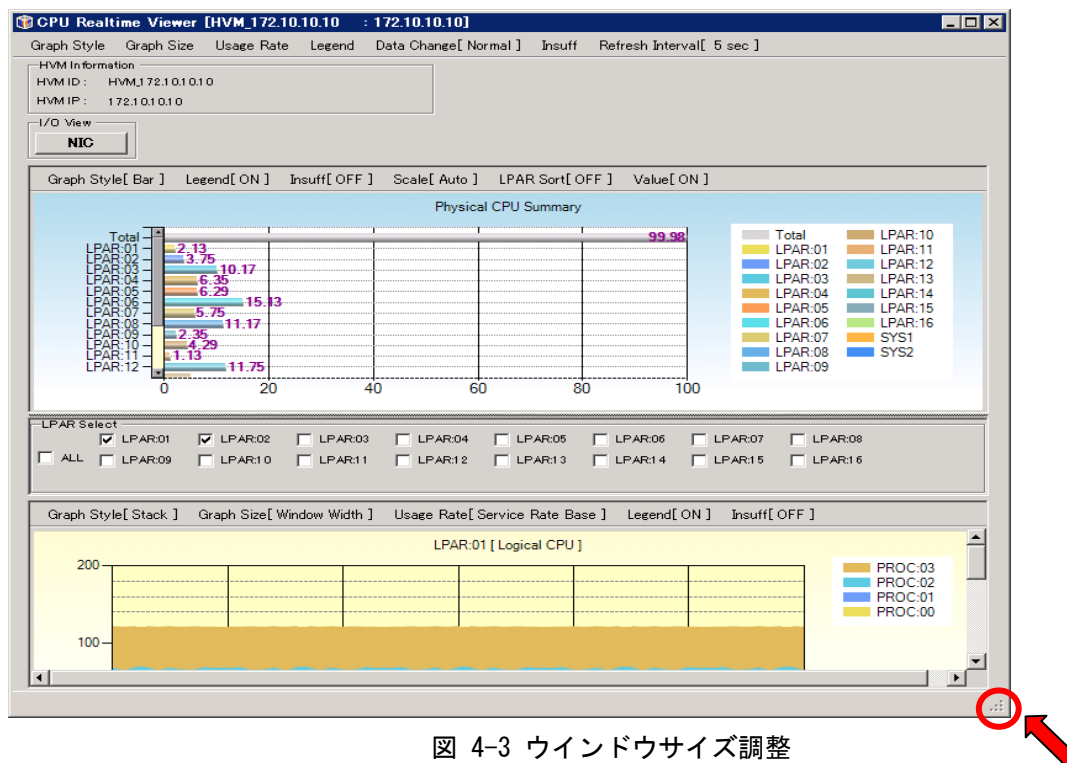 CPU Realtime Viewer [HVM_172.10.10.10 : 172.10.10.10]
Graph Style Graph Size Usage Rate Legend Data Change[ Normal ] Insuff Refresh Interval[ 5 sec ]
HVM Information
HVM ID : HVM_172.10.10.10
HVM IP : 172.10.10.10
I/O View
NIC
Graph Style[ Bar ] Legend[ ON ] Insuff[ OFF ] Scale[ Auto ] LPAR Sort[ OFF ] Value[ ON ]
Physical CPU Summary
Total 99.98
LPAR:01 2.13
LPAR:02 3.75
LPAR:03 10.17
LPAR:04 6.35
LPAR:05 6.29
LPAR:06 15.13
LPAR:07 5.75
LPAR:08 11.17
LPAR:09 2.35
LPAR:10 4.29
LPAR:11 1.13
LPAR:12 11.75
0 20 40 60 80 100
Total LPAR:10
LPAR:01 LPAR:11
LPAR:02 LPAR:12
LPAR:03 LPAR:13
LPAR:04 LPAR:14
LPAR:05 LPAR:15
LPAR:06 LPAR:16
LPAR:07 SYS1
LPAR:08 SYS2
LPAR:09
LPAR Select
LPAR:01 LPAR:02 LPAR:03 LPAR:04 LPAR:05 LPAR:06 LPAR:07 LPAR:08
ALL LPAR:09 LPAR:10 LPAR:11 LPAR:12 LPAR:13 LPAR:14 LPAR:15 LPAR:16
Graph Style[ Stack ] Graph Size[ Window Width ] Usage Rate[ Service Rate Base ] Legend[ ON ] Insuff[ OFF ]
LPAR:01 [ Logical CPU ]
200
100
PROC:03
PROC:02
PROC:01
PROC:00
図 4-3 ウインドウサイズ調整